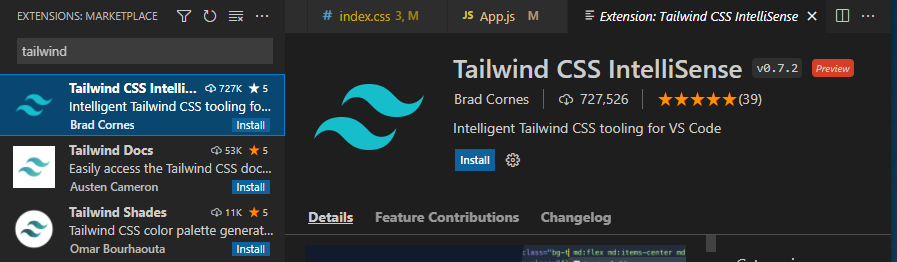 EXTENSIONS: MARKETPLACE
tailwind
Tailwind CSS Intelli... 727K ★ 5
Intelligent Tailwind CSS tooling fo...
Brad Cornes Install
Tailwind Docs 53K ★ 5
Easily access the Tailwind CSS doc...
Austen Cameron Install
Tailwind Shades 11K ★ 5
Tailwind CSS color palette generat...
Omar Bourhaouta Install
index.css 3, M JS App.js Extension: Tailwind CSS IntelliSense
Tailwind CSS IntelliSense v0.7.2 Preview
Brad Cornes 727,526 ★★★★★(39)
Intelligent Tailwind CSS tooling for VS Code
Install
Details Feature Contributions Changelog
class="bg-t md:flex md:items-center md